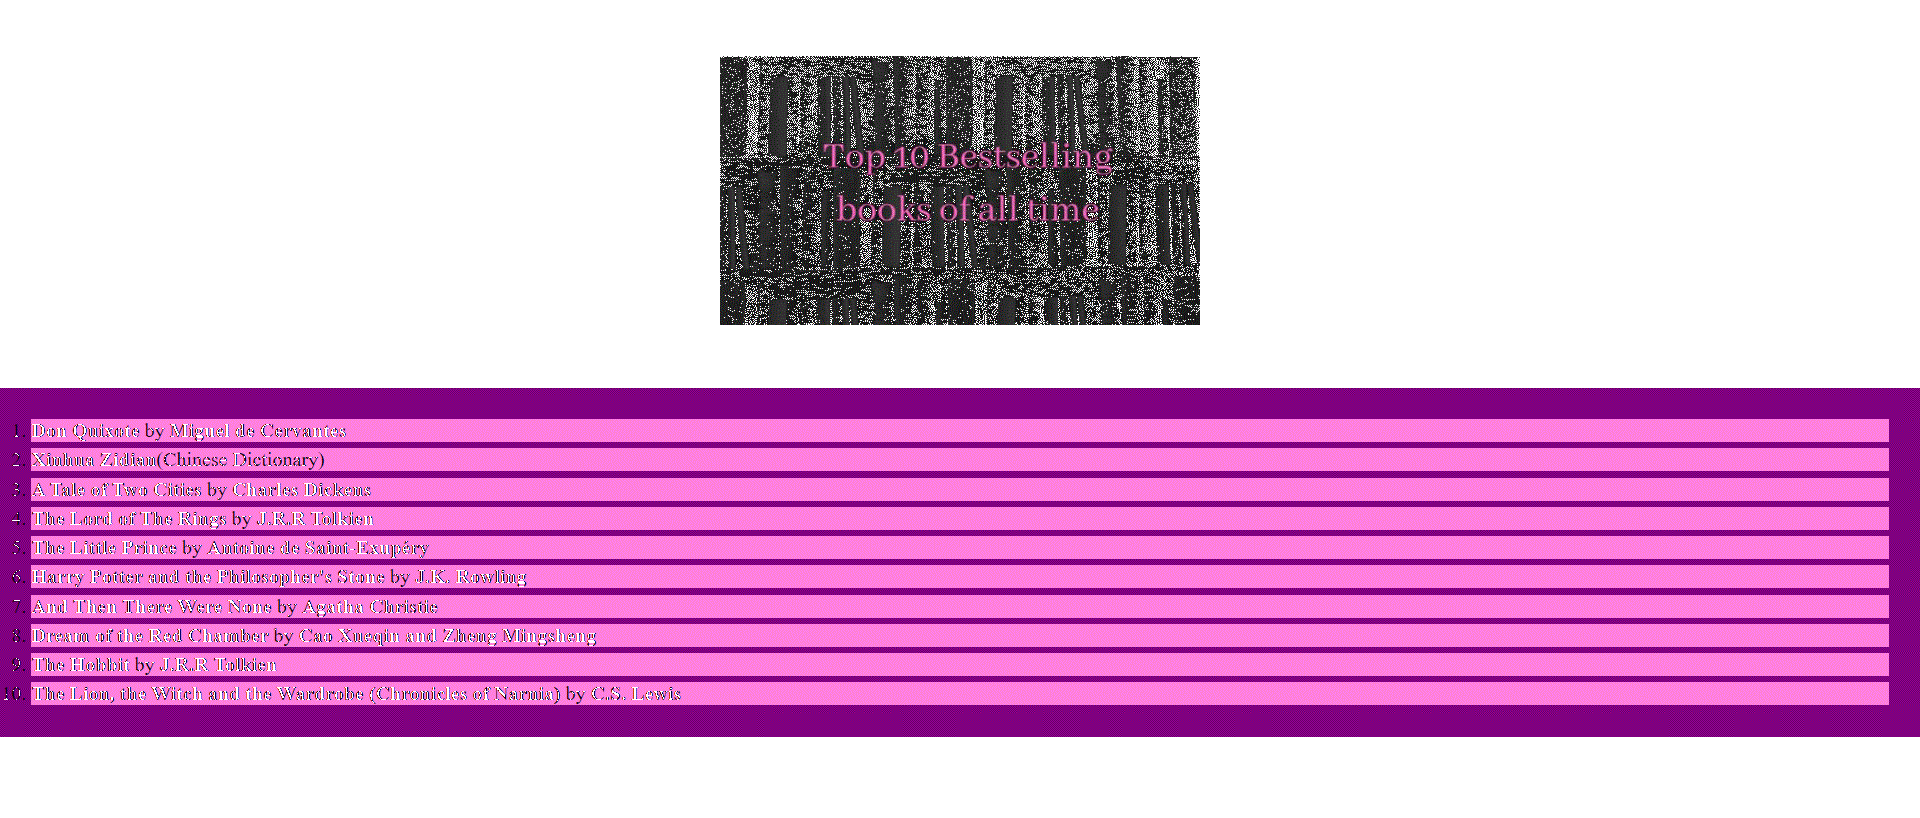 Top 10 Bestselling
books of all time
1. Don Quixote by Miguel de Cervantes
2. Xinhua Zidian(Chinese Dictionary)
3. A Tale of Two Cities by Charles Dickens
4. The Lord of The Rings by J.R.R Tolkien
5. The Little Prince by Antoine de Saint-Exupéry
6. Harry Potter and the Philosopher's Stone by J.K. Rowling
7. And Then There Were None by Agatha Christie
8. Dream of the Red Chamber by Cao Xueqin and Zheng Mingsheng
9. The Hobbit by J.R.R Tolkien
10. The Lion, the Witch and the Wardrobe (Chronicles of Narnia) by C.S. Lewis